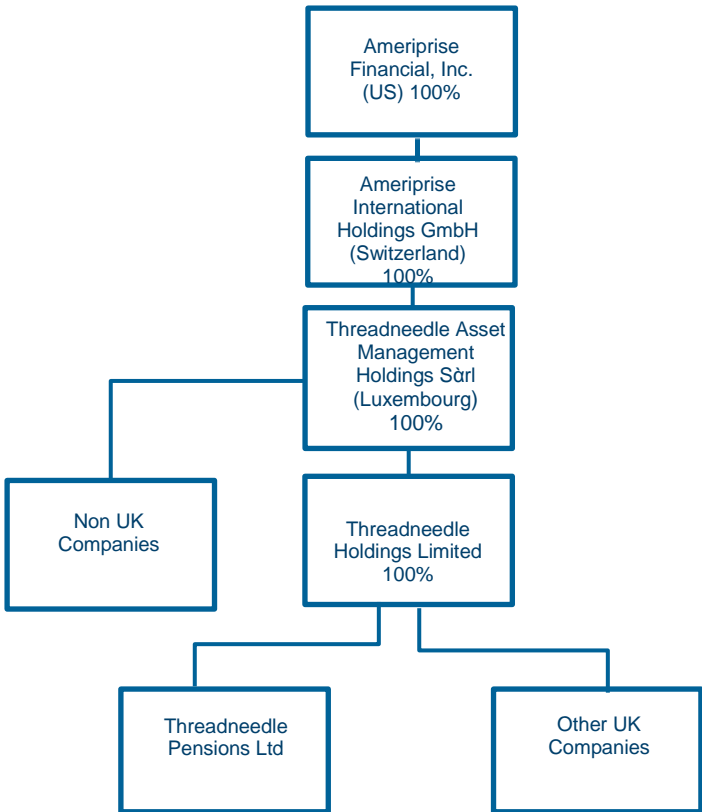 Ameriprise
Financial, Inc.
(US) 100%
Ameriprise
International
Holdings GmbH
(Switzerland)
100%
Threadneedle Asset
Management
Holdings Sàrl
(Luxembourg)
100%
Non UK
Companies
Threadneedle
Holdings Limited
100%
Threadneedle
Pensions Ltd
Other UK
Companies